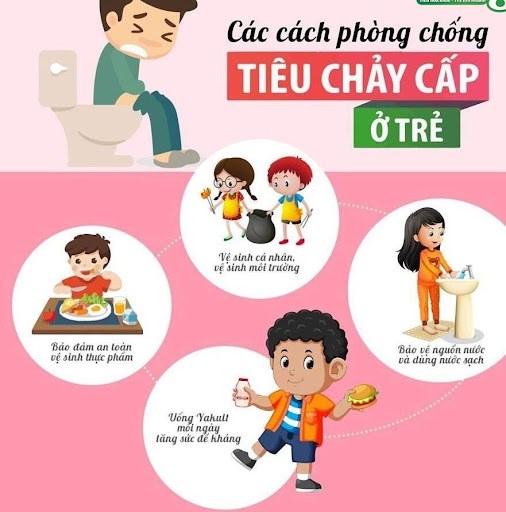 Các cách phòng chống
TIÊU CHẢY CẤP
Ở TRẺ
Vệ sinh cá nhân,
vệ sinh môi trường
Bảo đảm an toàn
vệ sinh thực phẩm
Bảo vệ nguồn nước
và dùng nước sạch
Uống Yakult
mỗi ngày
tăng sức đề kháng